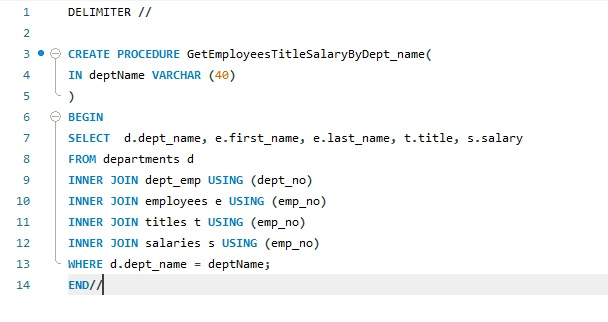 1 DELIMITER //
2
3 CREATE PROCEDURE GetEmployeesTitleSalaryByDept_name(
4 IN deptName VARCHAR (40)
5 )
6 BEGIN
7 SELECT  d.dept_name, e.first_name, e.last_name, t.title, s.salary
8 FROM departments d
9 INNER JOIN dept_emp USING (dept_no)
10 INNER JOIN employees e USING (emp_no)
11 INNER JOIN titles t USING (emp_no)
12 INNER JOIN salaries s USING (emp_no)
13 WHERE d.dept_name = deptName;
14 END//